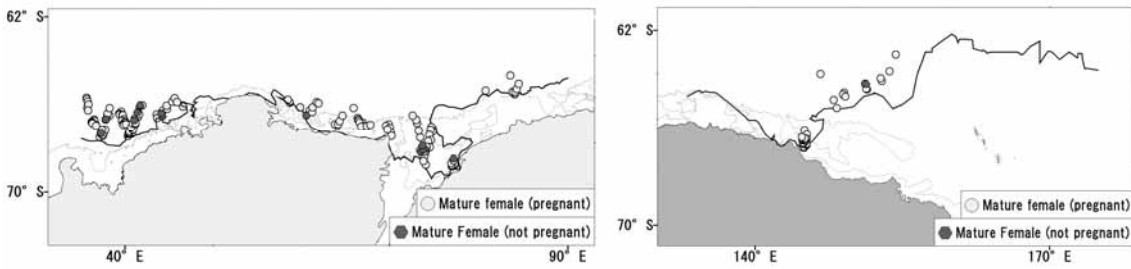 62° S
70° S
Mature female (pregnant)
Mature Female (not pregnant)
40° E
90° E
62° S
70° S
Mature female (pregnant)
Mature Female (not pregnant)
140° E
170° E